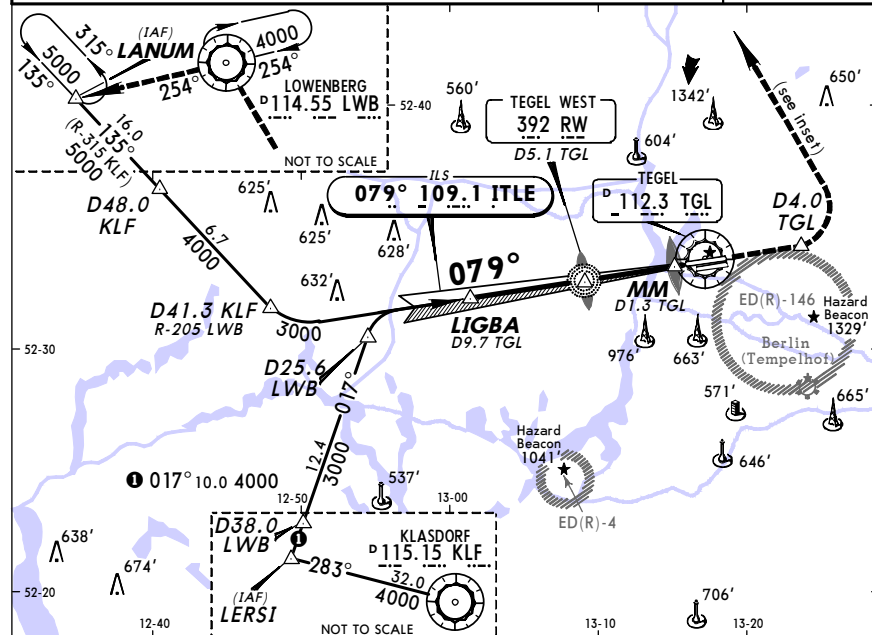 315°
(IAF)
LANUM
4000
254°
5000
135°
254°
LOWENBERG
D 114.55 LWB
NOT TO SCALE
16.0
135°
(R-315 KLF)
5000
D48.0
KLF
6.7
4000
D41.3 KLF
R-205 LWB
3000
625'
625'
628'
632'
560'
52-40
TEGEL WEST
392 RW
D5.1 TGL
1342'
604'
650'
(see inset)
ILS
079° 109.1 ITLE
TEGEL
D 112.3 TGL
D4.0
TGL
079°
LIGBA
D9.7 TGL
MM
D1.3 TGL
ED(R)-146
Hazard
Beacon
1329'
Berlin
(Tempelhof)
52-30
D25.6
LWB
017°
12.4
3000
976'
663'
571'
665'
646'
Hazard
Beacon
1041'
ED(R)-4
1 017° 10.0 4000
537'
12-50
13-00
D38.0
LWB
1
KLASDORF
D 115.15 KLF
283°
32.0
4000
(IAF)
LERSI
NOT TO SCALE
638'
674'
706'
52-20
12-40
13-10
13-20